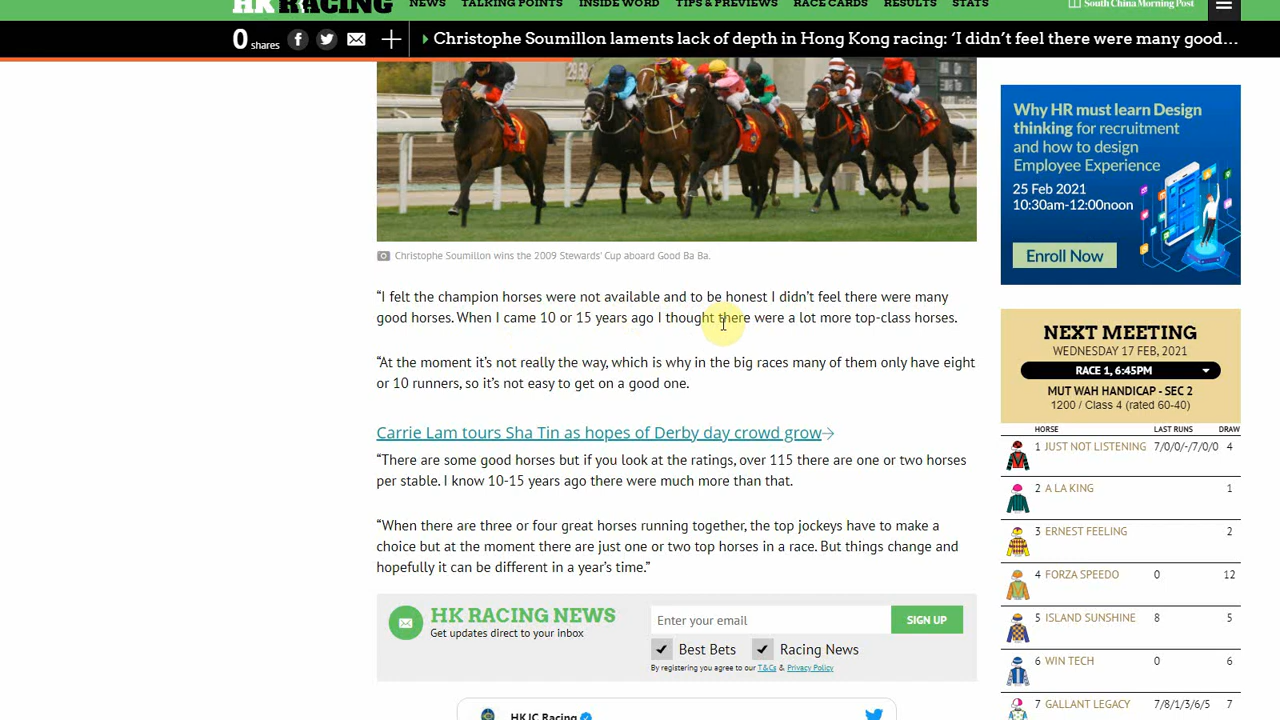 HK RACING
NEWS TALKING POINTS INSIDE WORD TIPS & PREVIEWS RACE CARDS RESULTS STATS
South China Morning Post
0 shares
Christophe Soumillon laments lack of depth in Hong Kong racing: ‘I didn’t feel there were many good…
Christophe Soumillon wins the 2009 Stewards' Cup aboard Good Ba Ba.
“I felt the champion horses were not available and to be honest I didn’t feel there were many
good horses. When I came 10 or 15 years ago I thought there were a lot more top-class horses.
“At the moment it’s not really the way, which is why in the big races many of them only have eight
or 10 runners, so it’s not easy to get on a good one.
Carrie Lam tours Sha Tin as hopes of Derby day crowd grow
“There are some good horses but if you look at the ratings, over 115 there are one or two horses
per stable. I know 10-15 years ago there were much more than that.
“When there are three or four great horses running together, the top jockeys have to make a
choice but at the moment there are just one or two top horses in a race. But things change and
hopefully it can be different in a year’s time.”
HK RACING NEWS
Get updates direct to your inbox
Enter your email
SIGN UP
Best Bets Racing News
By registering you agree to our T&Cs & Privacy Policy
HKJC Racing
Why HR must learn Design
thinking for recruitment
and how to design
Employee Experience
25 Feb 2021
10:30am-12:00noon
Enroll Now
NEXT MEETING
WEDNESDAY 17 FEB, 2021
RACE 1, 6:45PM
MUT WAH HANDICAP - SEC 2
1200 / Class 4 (rated 60-40)
HORSE LAST RUNS DRAW
1 JUST NOT LISTENING 7/0/0/-/7/0/0 4
2 A LA KING 1
3 ERNEST FEELING 2
4 FORZA SPEEDO 0 12
5 ISLAND SUNSHINE 8 5
6 WIN TECH 0 6
7 GALLANT LEGACY 7/8/1/3/6/5 7